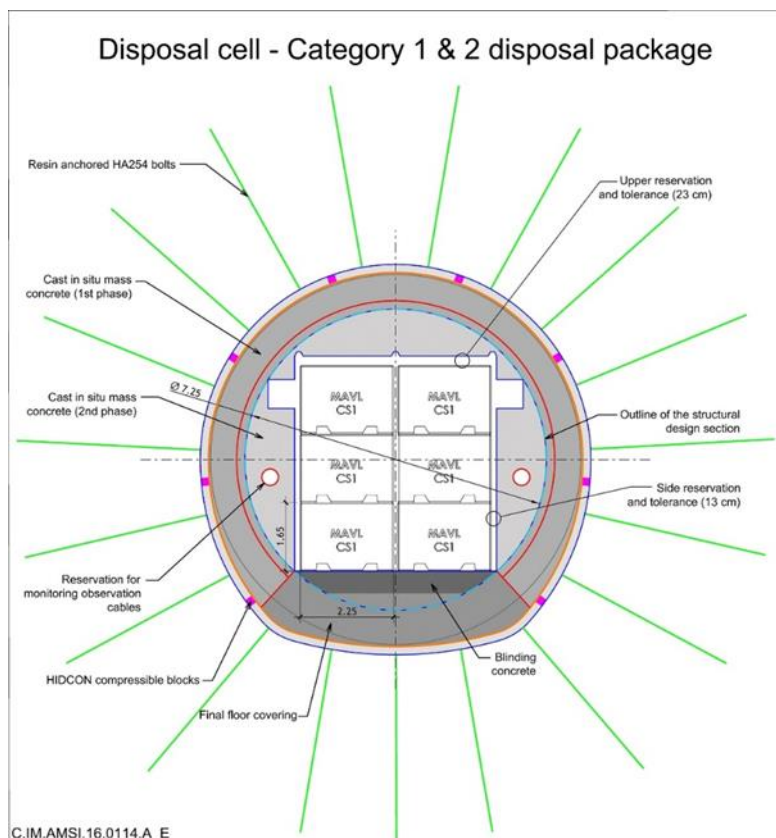 Disposal cell - Category 1 & 2 disposal package
Resin anchored HA254 bolts
Upper reservation
and tolerance (23 cm)
Cast in situ mass
concrete (1st phase)
Cast in situ mass
concrete (2nd phase)
Ø 7.25
MAVL
CS1
MAVL
CS1
Outline of the structural
design section
MAVL
CS1
MAVL
CS1
Side reservation
and tolerance (13 cm)
1.65
MAVL
CS1
MAVL
CS1
Reservation for
monitoring observation
cables
2.25
Blinding
concrete
HIDCON compressible blocks
Final floor covering
C.IM.AMSI.16.0114.A_E